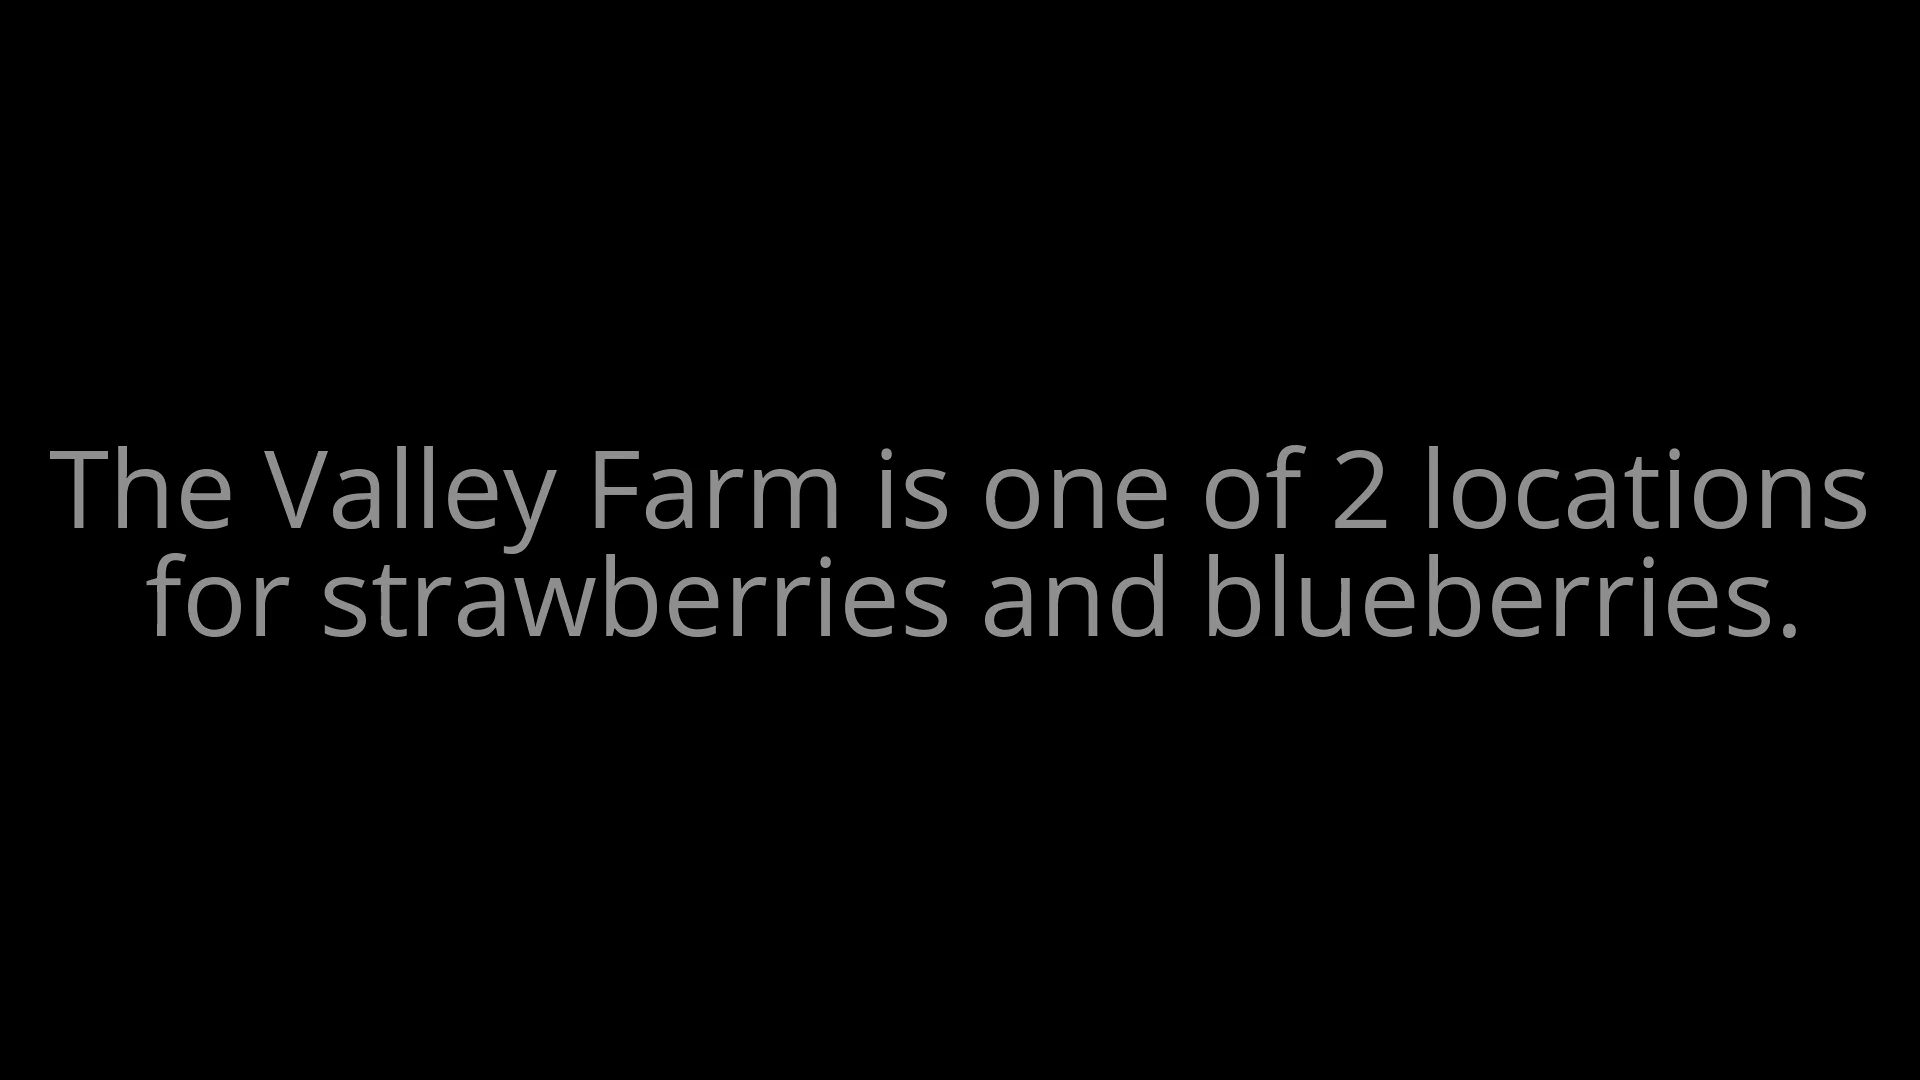 The Valley Farm is one of 2 locations
for strawberries and blueberries.